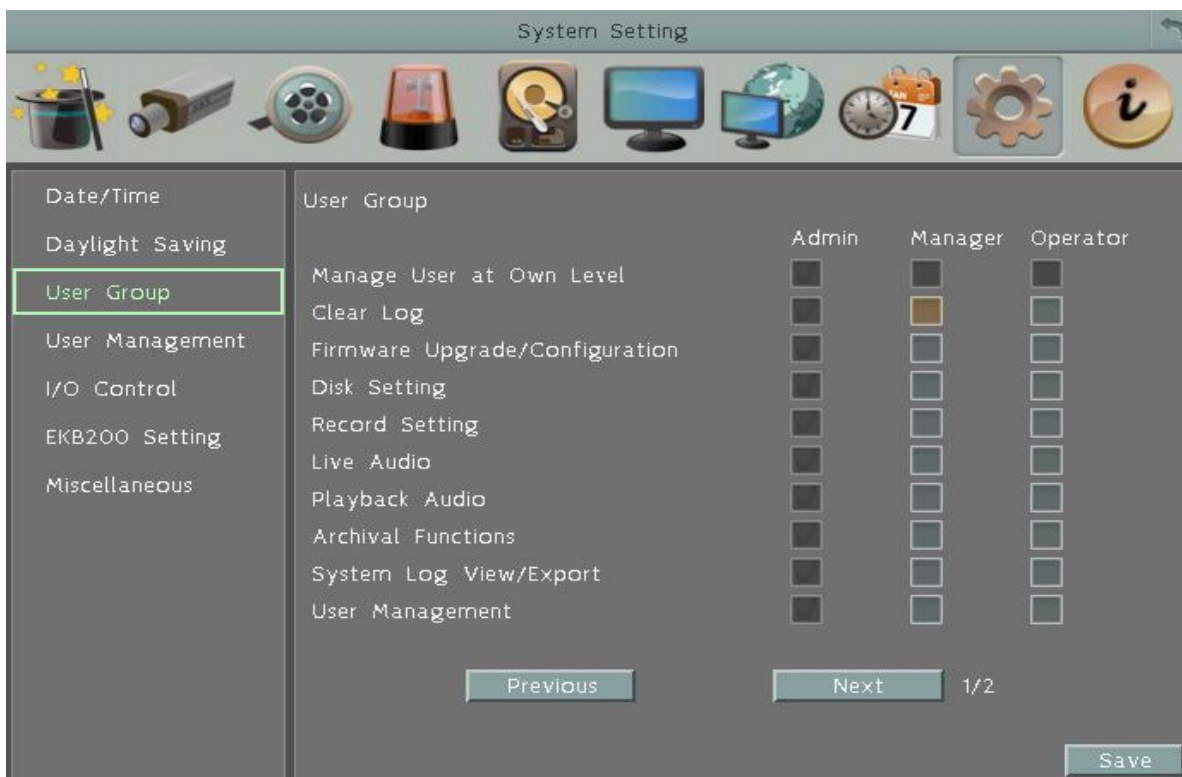 System Setting
JAN
7
i
Date/Time
Daylight Saving
User Group
User Management
I/O Control
EKB200 Setting
Miscellaneous
User Group
Admin Manager Operator
Manage User at Own Level
Clear Log
Firmware Upgrade/Configuration
Disk Setting
Record Setting
Live Audio
Playback Audio
Archival Functions
System Log View/Export
User Management
Previous Next 1/2
Save